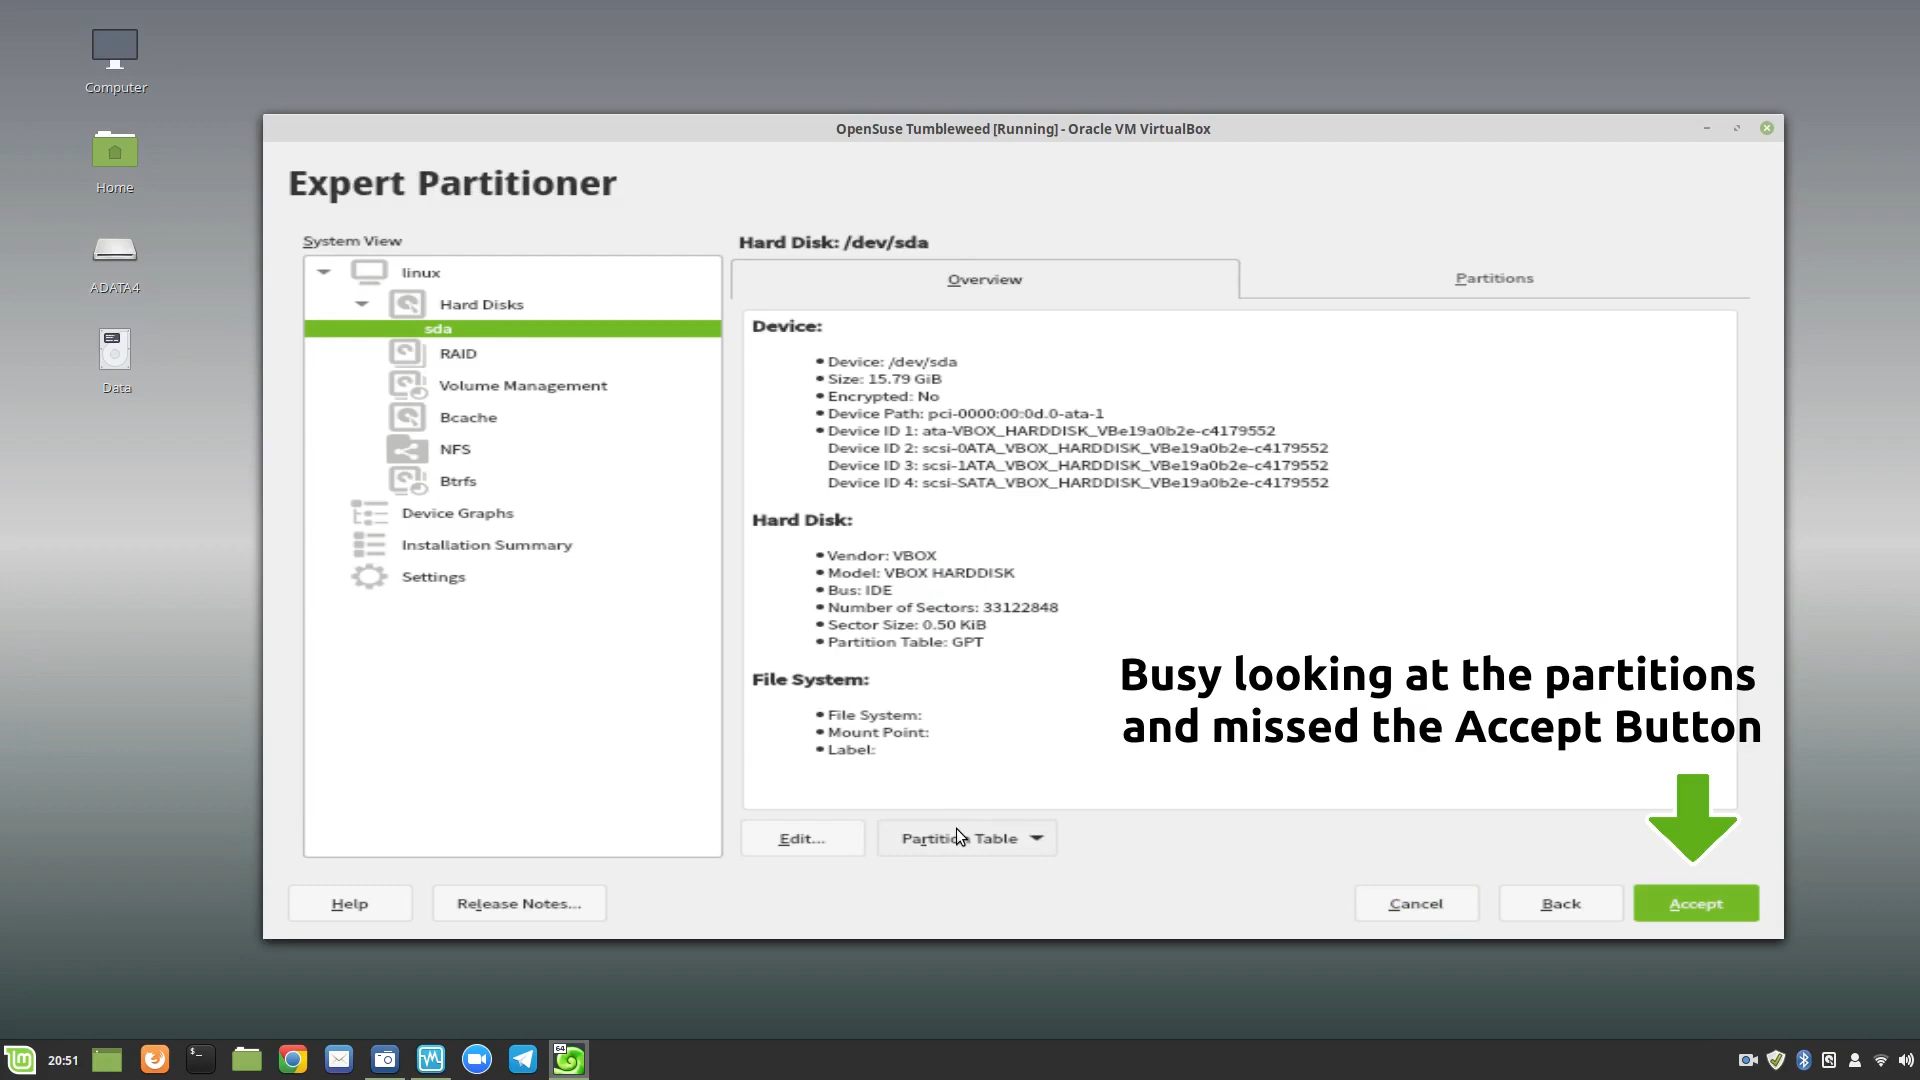 Computer
Home
ADATA4
Data
OpenSuse Tumbleweed [Running] - Oracle VM VirtualBox
Expert Partitioner
System View
linux
Hard Disks
sda
RAID
Volume Management
Bcache
NFS
Btrfs
Device Graphs
Installation Summary
Settings
Hard Disk: /dev/sda
Overview
Partitions
Device:
• Device: /dev/sda
• Size: 15.79 GiB
• Encrypted: No
• Device Path: pci-0000:00:0d.0-ata-1
• Device ID 1: ata-VBOX_HARDDISK_VBe19a0b2e-c4179552
Device ID 2: scsi-0ATA_VBOX_HARDDISK_VBe19a0b2e-c4179552
Device ID 3: scsi-1ATA_VBOX_HARDDISK_VBe19a0b2e-c4179552
Device ID 4: scsi-SATA_VBOX_HARDDISK_VBe19a0b2e-c4179552
Hard Disk:
• Vendor: VBOX
• Model: VBOX HARDDISK
• Bus: IDE
• Number of Sectors: 33122848
• Sector Size: 0.50 KiB
• Partition Table: GPT
File System:
• File System:
• Mount Point:
• Label:
Busy looking at the partitions
and missed the Accept Button
Edit...
Partition Table
Help
Release Notes...
Cancel
Back
Accept
20:51
64